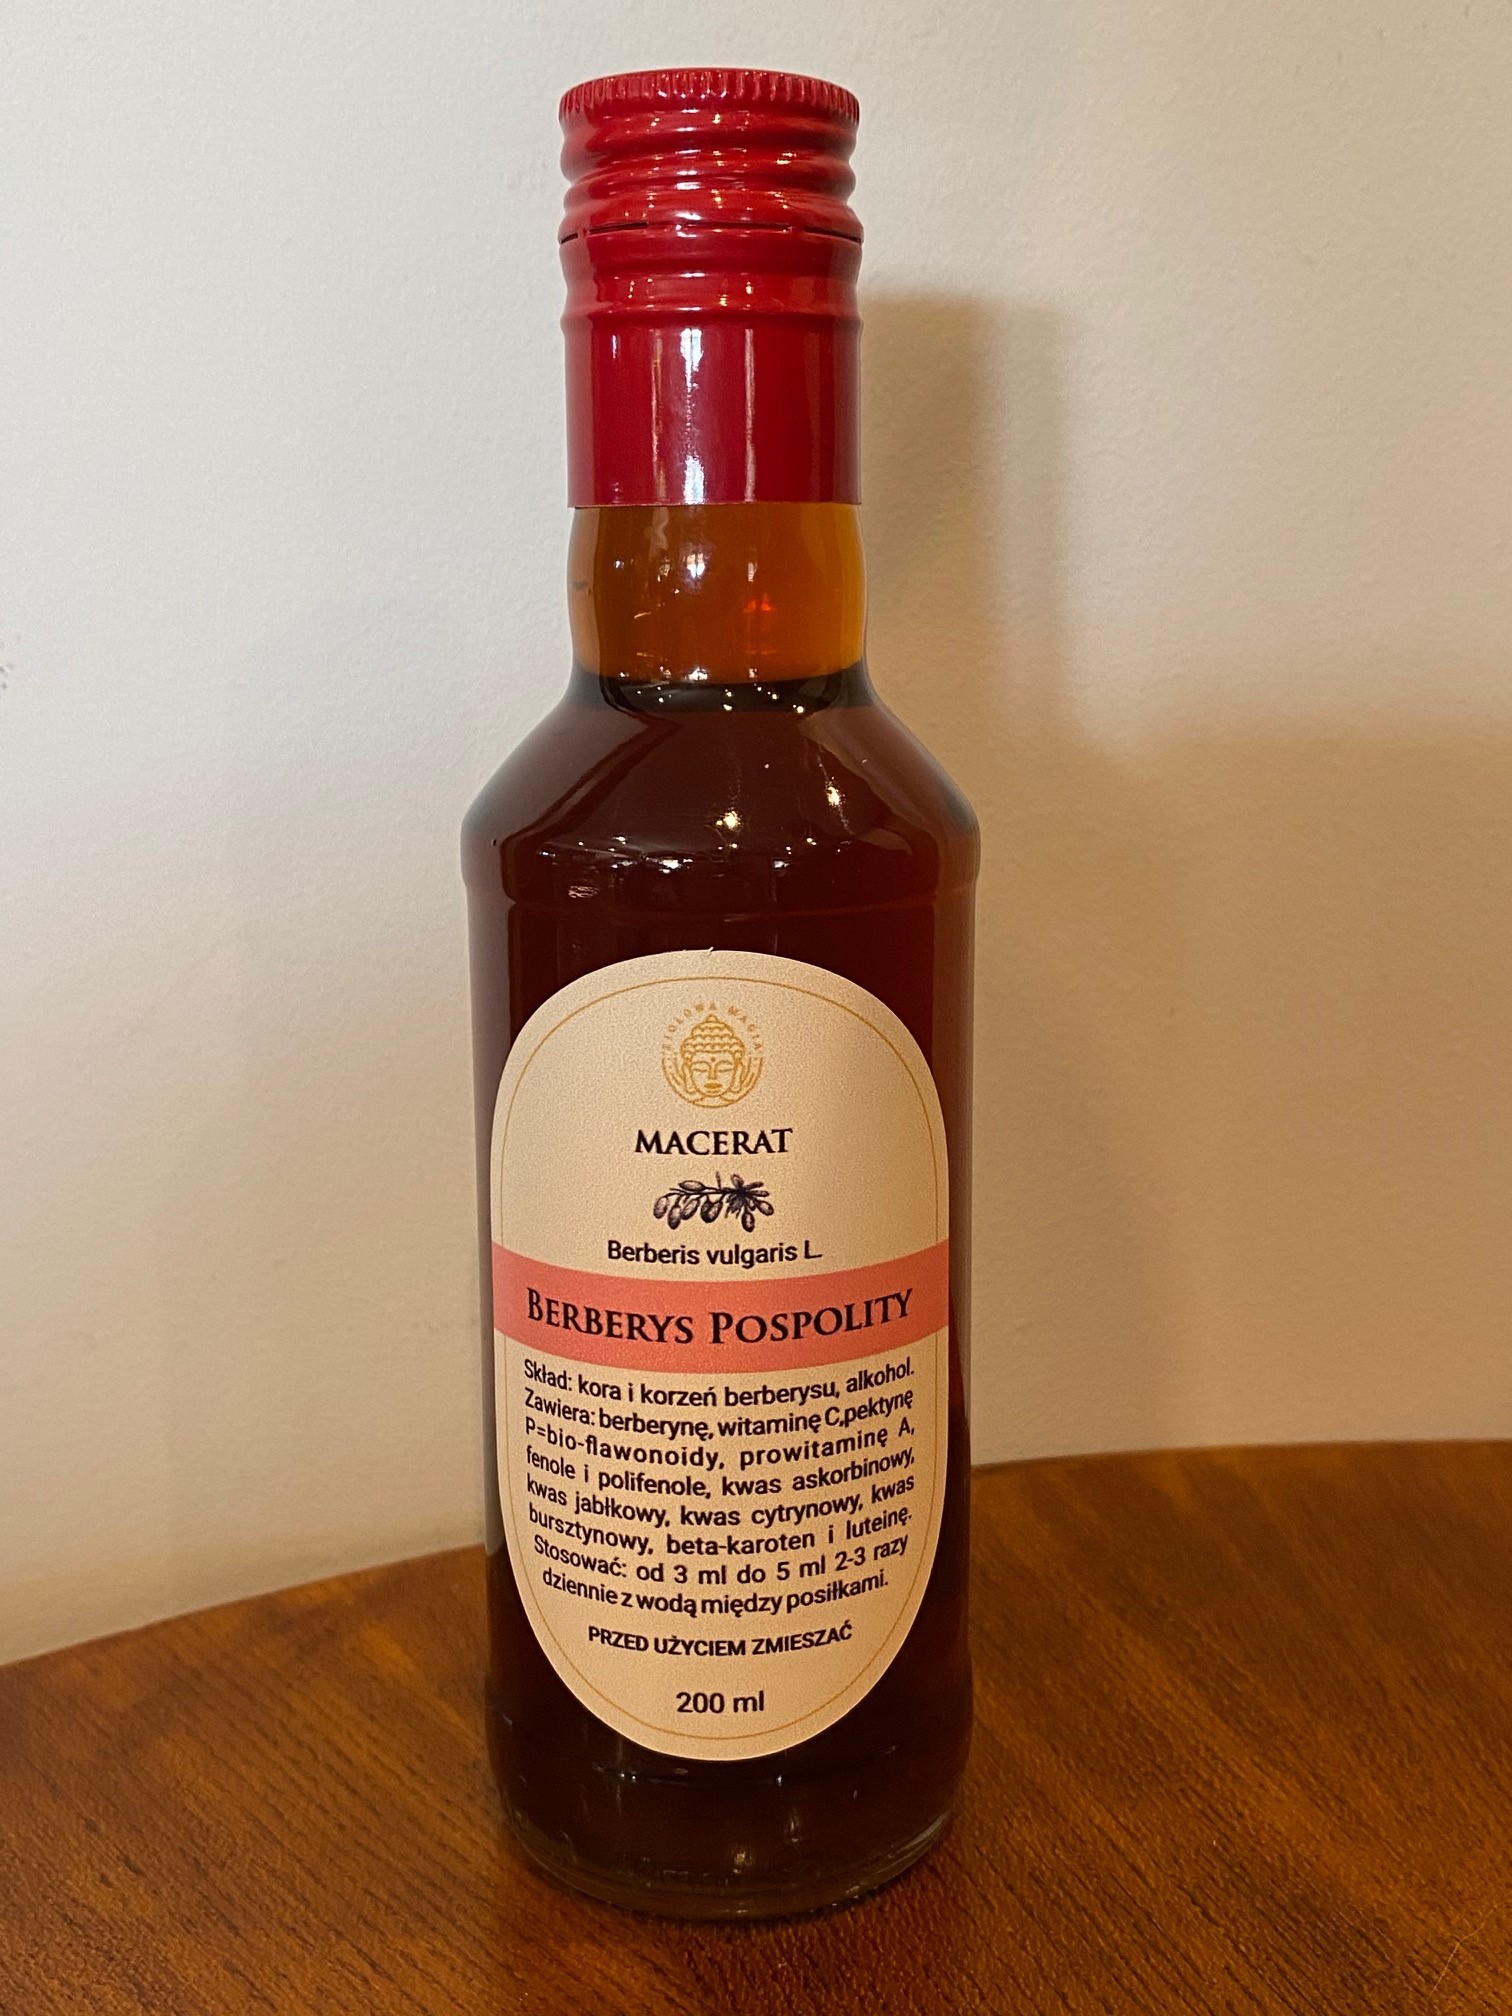 ZIOŁOWA MAGIA
MACERAT
Berberis vulgaris L.
BERBERYS POSPOLITY
Skład: kora i korzeń berberysu, alkohol.
Zawiera: berberynę, witaminę C,pektynę
P=bio-flawonoidy, prowitaminę A,
fenole i polifenole, kwas askorbinowy,
kwas jabłkowy, kwas cytrynowy, kwas
bursztynowy, beta-karoten i luteinę.
Stosować: od 3 ml do 5 ml 2-3 razy
dziennie z wodą między posiłkami.
PRZED UŻYCIEM ZMIESZAĆ
200 ml